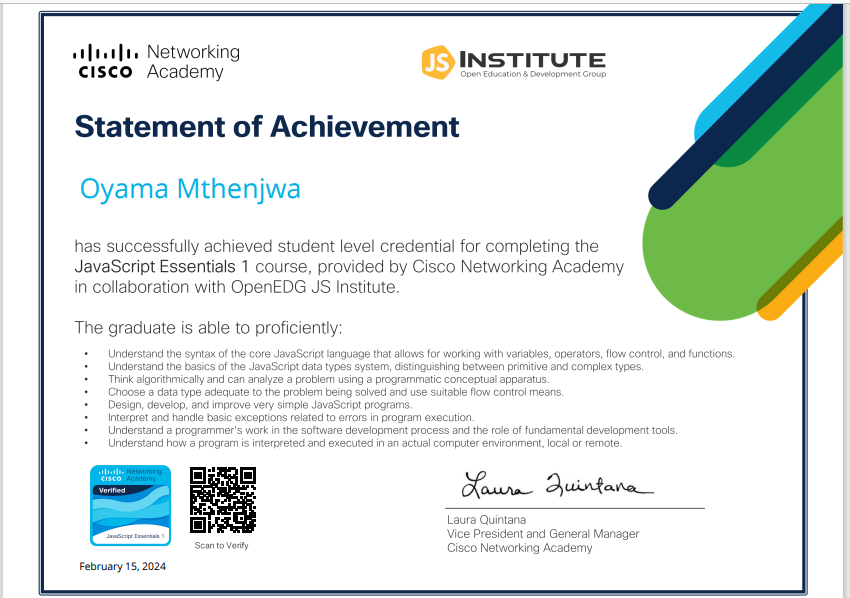 CISCO Networking Academy
JS INSTITUTE
Open Education & Development Group
Statement of Achievement
Oyama Mthenjwa
has successfully achieved student level credential for completing the
JavaScript Essentials 1 course, provided by Cisco Networking Academy
in collaboration with OpenEDG JS Institute.
The graduate is able to proficiently:
• Understand the syntax of the core JavaScript language that allows for working with variables, operators, flow control, and functions.
• Understand the basics of the JavaScript data types system, distinguishing between primitive and complex types.
• Think algorithmically and can analyze a problem using a programmatic conceptual apparatus.
• Choose a data type adequate to the problem being solved and use suitable flow control means.
• Design, develop, and improve very simple JavaScript programs.
• Interpret and handle basic exceptions related to errors in program execution.
• Understand a programmer's work in the software development process and the role of fundamental development tools.
• Understand how a program is interpreted and executed in an actual computer environment, local or remote.
CISCO Networking Academy
Verified
JavaScript Essentials 1
Scan to Verify
February 15, 2024
Laura Quintana
Laura Quintana
Vice President and General Manager
Cisco Networking Academy